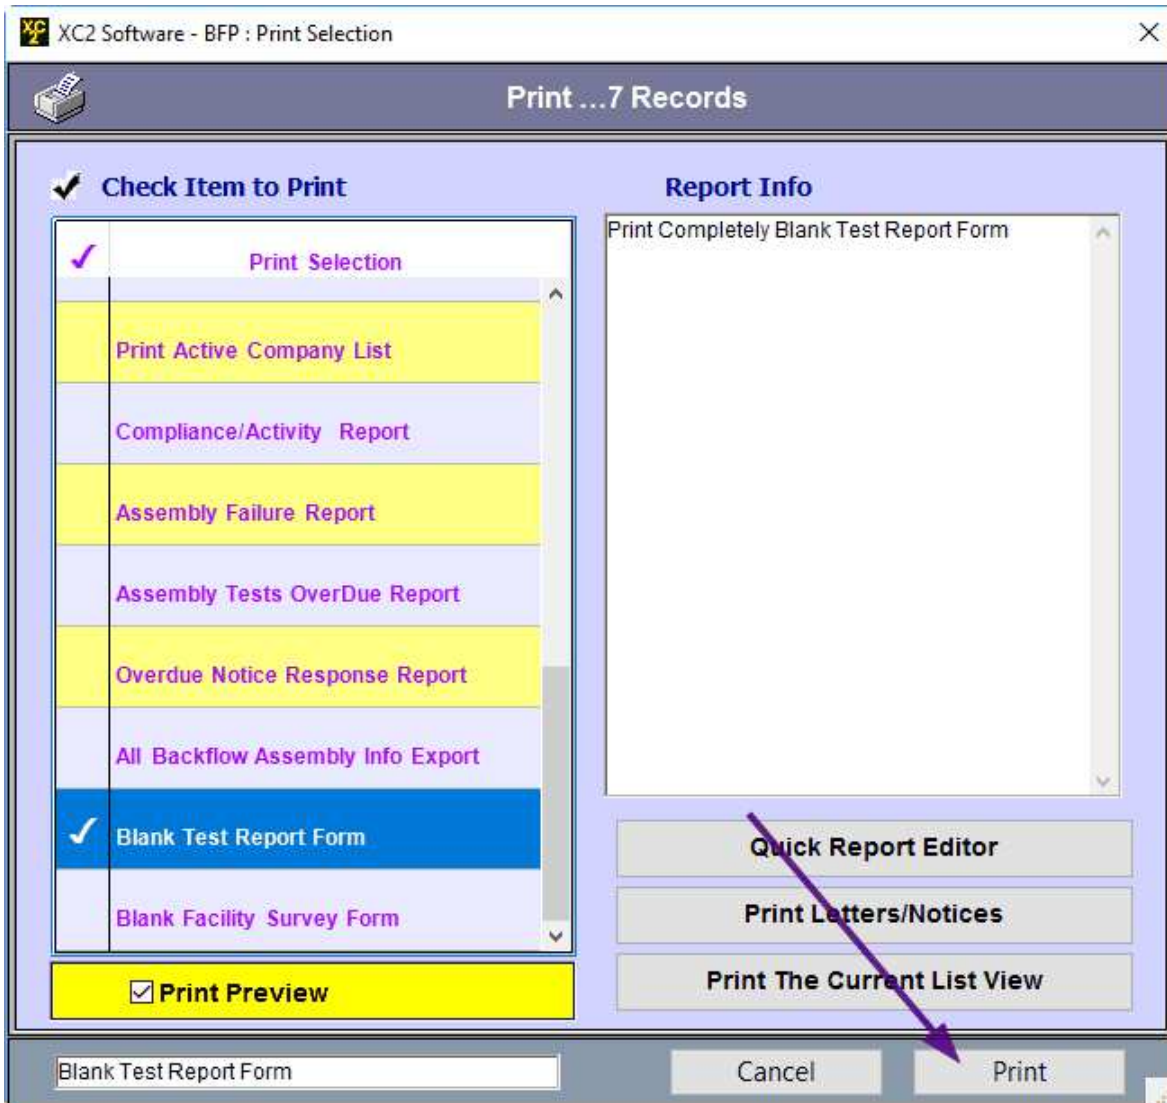 XC2 Software - BFP : Print Selection
Print ...7 Records
Check Item to Print
Print Selection
Print Active Company List
Compliance/Activity Report
Assembly Failure Report
Assembly Tests OverDue Report
Overdue Notice Response Report
All Backflow Assembly Info Export
Blank Test Report Form
Blank Facility Survey Form
Print Preview
Report Info
Print Completely Blank Test Report Form
Quick Report Editor
Print Letters/Notices
Print The Current List View
Blank Test Report Form
Cancel
Print